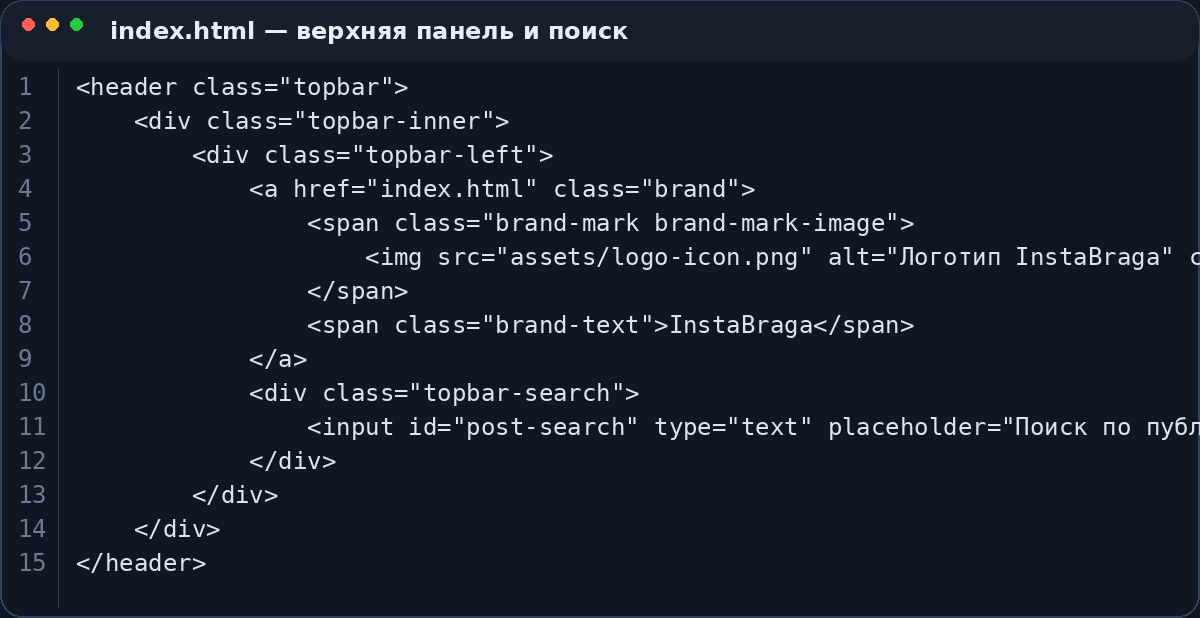 index.html — верхняя панель и поиск
1 <header class="topbar">
2     <div class="topbar-inner">
3         <div class="topbar-left">
4             <a href="index.html" class="brand">
5                 <span class="brand-mark brand-mark-image">
6                     <img src="assets/logo-icon.png" alt="Логотип InstaBraga" c
7                 </span>
8                 <span class="brand-text">InstaBraga</span>
9             </a>
10             <div class="topbar-search">
11                 <input id="post-search" type="text" placeholder="Поиск по публ
12             </div>
13         </div>
14     </div>
15 </header>